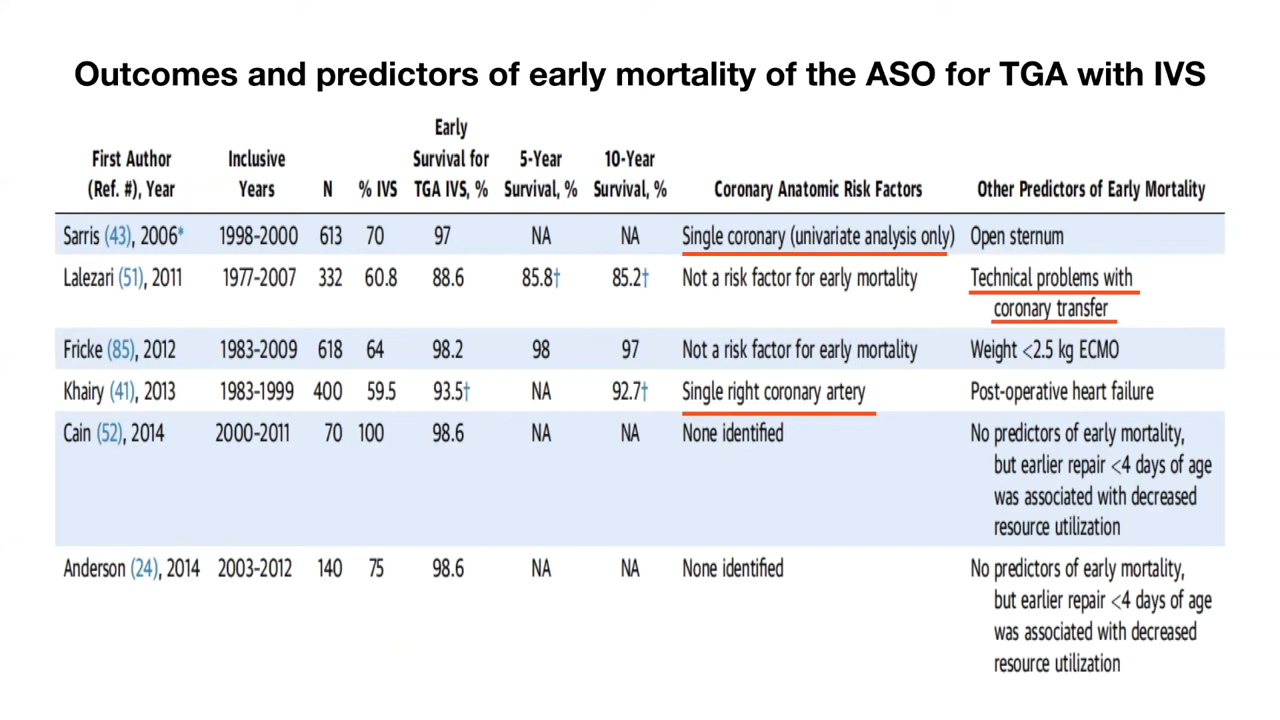 Outcomes and predictors of early mortality of the ASO for TGA with IVS
First Author (Ref. #), Year Inclusive Years N % IVS Early Survival for TGA IVS, % 5-Year Survival, % 10-Year Survival, % Coronary Anatomic Risk Factors Other Predictors of Early Mortality
Sarris (43), 2006* 1998–2000 613 70 97 NA NA Single coronary (univariate analysis only) Open sternum
Lalezari (51), 2011 1977–2007 332 60.8 88.6 85.8† 85.2† Not a risk factor for early mortality Technical problems with
coronary transfer
Fricke (85), 2012 1983–2009 618 64 98.2 98 97 Not a risk factor for early mortality Weight <2.5 kg ECMO
Khairy (41), 2013 1983–1999 400 59.5 93.5† NA 92.7† Single right coronary artery Post-operative heart failure
Cain (52), 2014 2000–2011 70 100 98.6 NA NA None identified No predictors of early mortality,
but earlier repair <4 days of age
was associated with decreased
resource utilization
Anderson (24), 2014 2003–2012 140 75 98.6 NA NA None identified No predictors of early mortality,
but earlier repair <4 days of age
was associated with decreased
resource utilization